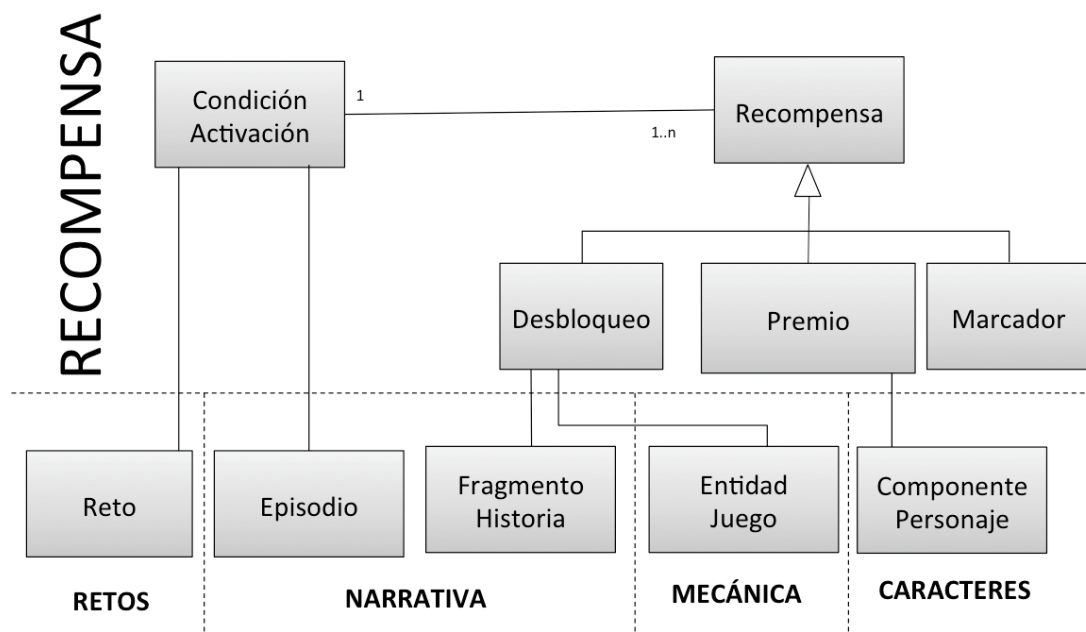 RECOMPENSA
Condición
Activación
1
1..n
Recompensa
Desbloqueo
Premio
Marcador
Reto
Episodio
Fragmento
Historia
Entidad
Juego
Componente
Personaje
RETOS
NARRATIVA
MECÁNICA
CARACTERES